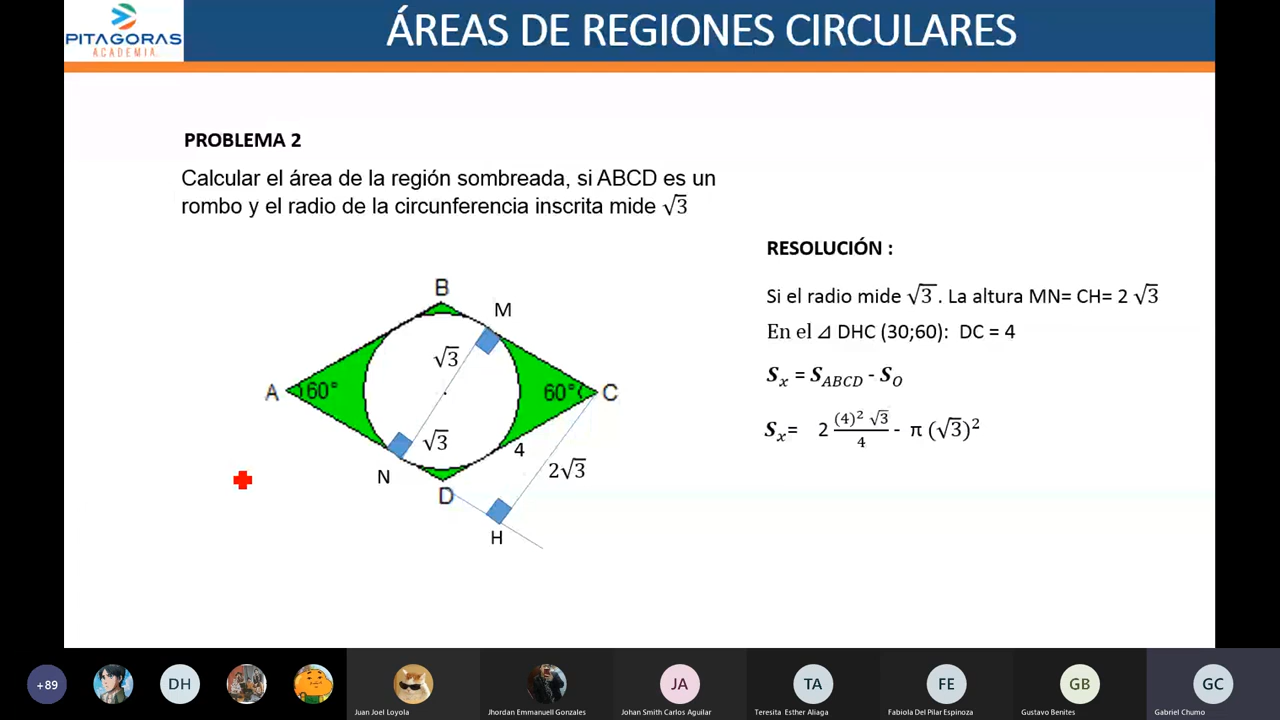 PITAGORAS
ACADEMIA
ÁREAS DE REGIONES CIRCULARES
PROBLEMA 2
Calcular el área de la región sombreada, si ABCD es un
rombo y el radio de la circunferencia inscrita mide √3
B
M
√3
A
60°
60°
C
√3
4
N
2√3
D
H
RESOLUCIÓN :
Si el radio mide √3 . La altura MN= CH= 2 √3
En el ⊿ DHC (30;60): DC = 4
Sₓ = S_ABCD - S_O
Sₓ= 2 (4)² √3 / 4 - π (√3)²
+89
DH
JA
TA
FE
GB
GC
Juan Joel Loyola
Jhordan Emmanuell Gonzales
Johan Smith Carlos Aguilar
Teresita Esther Aliaga
Fabiola Del Pilar Espinoza
Gustavo Benites
Gabriel Chumo